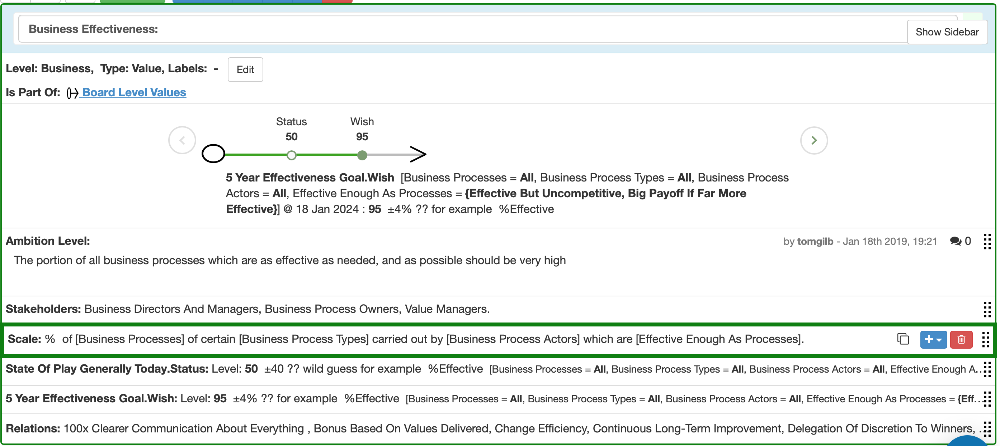 Business Effectiveness:
Show Sidebar
Level: Business, Type: Value, Labels: - Edit
Is Part Of: Board Level Values
Status Wish
50 95
5 Year Effectiveness Goal.Wish [Business Processes = All, Business Process Types = All, Business Process
Actors = All, Effective Enough As Processes = {Effective But Uncompetitive, Big Payoff If Far More
Effective}] @ 18 Jan 2024 : 95 ±4% ?? for example %Effective
Ambition Level: by tomgilb - Jan 18th 2019, 19:21 0
The portion of all business processes which are as effective as needed, and as possible should be very high
Stakeholders: Business Directors And Managers, Business Process Owners, Value Managers.
Scale: % of [Business Processes] of certain [Business Process Types] carried out by [Business Process Actors] which are [Effective Enough As Processes].
State Of Play Generally Today.Status: Level: 50 ±40 ?? wild guess for example %Effective [Business Processes = All, Business Process Types = All, Business Process Actors = All, Effective Enough A...
5 Year Effectiveness Goal.Wish: Level: 95 ±4% ?? for example %Effective [Business Processes = All, Business Process Types = All, Business Process Actors = All, Effective Enough As Processes = {Eff...
Relations: 100x Clearer Communication About Everything , Bonus Based On Values Delivered, Change Efficiency, Continuous Long-Term Improvement, Delegation Of Discretion To Winners, ...